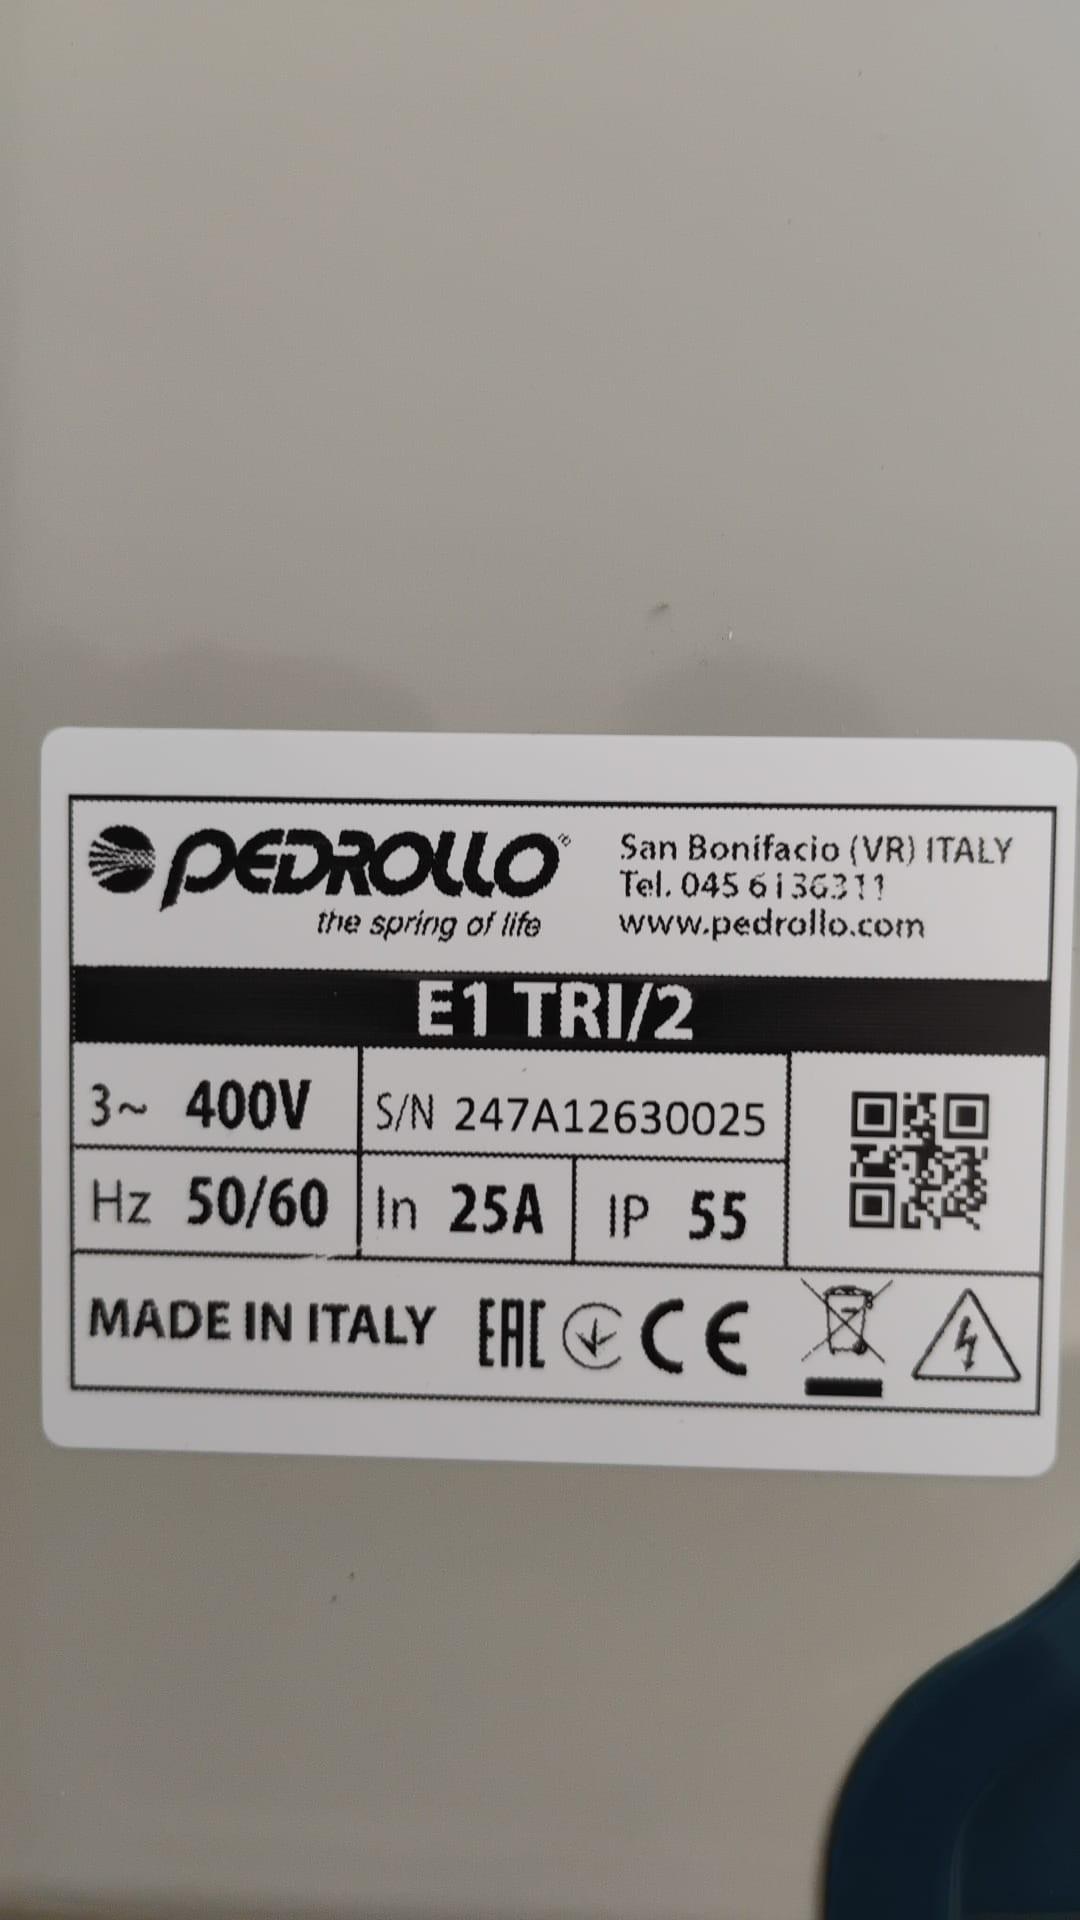 PEDROLLO®
the spring of life
San Bonifacio (VR) ITALY
Tel. 045 6136311
www.pedrollo.com
E1 TRI/2
3~ 400V
S/N 247A12630025
Hz 50/60
In 25A
IP 55
MADE IN ITALY EAC CE